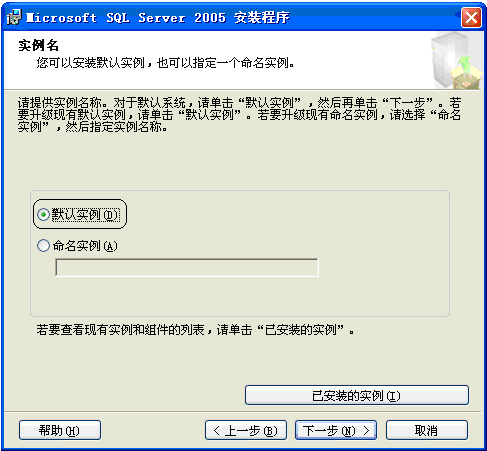 Microsoft SQL Server 2005 安装程序
实例名
您可以安装默认实例，也可以指定一个命名实例。
请提供实例名称。对于默认系统，请单击“默认实例”，然后再单击“下一步”。若
要升级现有默认实例，请单击“默认实例”。若要升级现有命名实例，请选择“命名
实例”，然后指定实例名称。
默认实例(D)
命名实例(A)
若要查看现有实例和组件的列表，请单击“已安装的实例”。
已安装的实例(I)
帮助(H) < 上一步(B) 下一步(N) > 取消